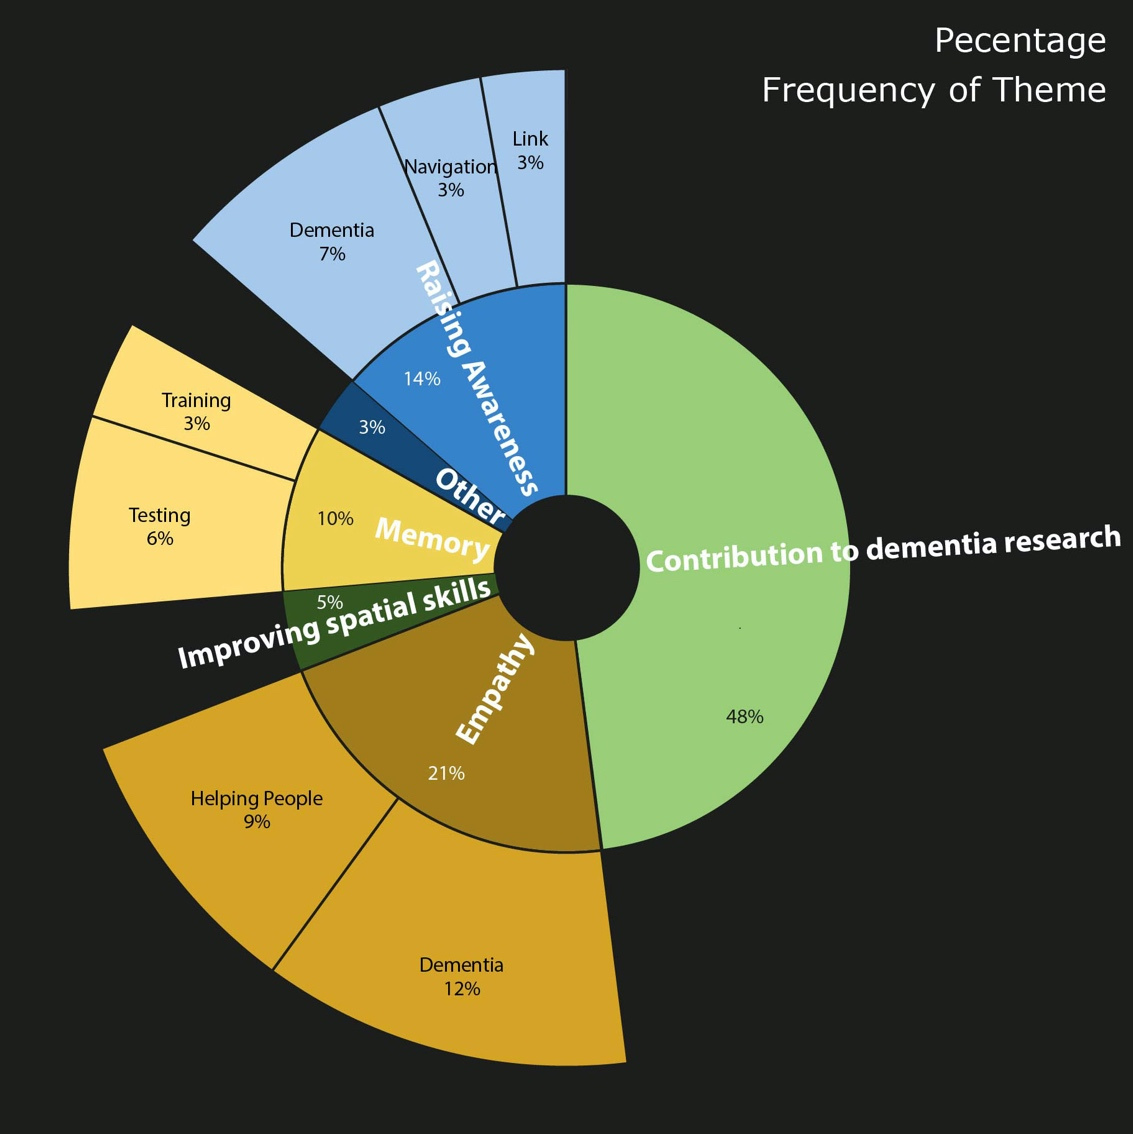 Pecentage
Frequency of Theme
Link
3%
Navigation
3%
Dementia
7%
Raising Awareness
14%
Training
3%
3%
Other
Testing
6%
10%
Memory
Contribution to dementia research
48%
5%
Improving spatial skills
Empathy
21%
Helping People
9%
Dementia
12%